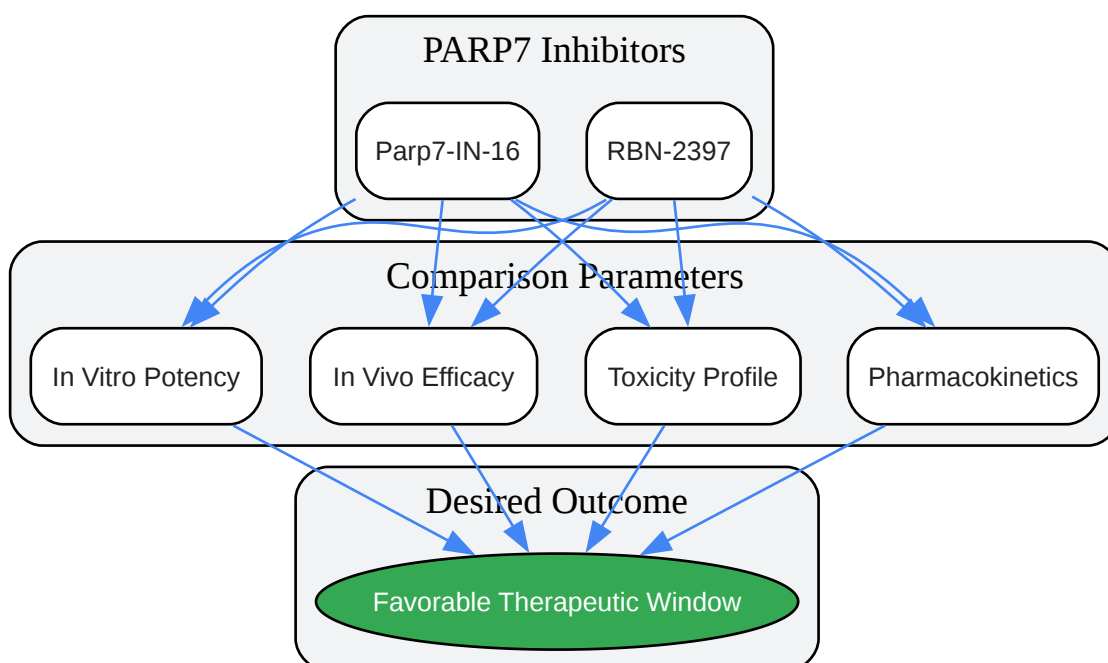 PARP7 Inhibitors
Parp7-IN-16
RBN-2397
Comparison Parameters
In Vitro Potency
In Vivo Efficacy
Toxicity Profile
Pharmacokinetics
Desired Outcome
Favorable Therapeutic Window